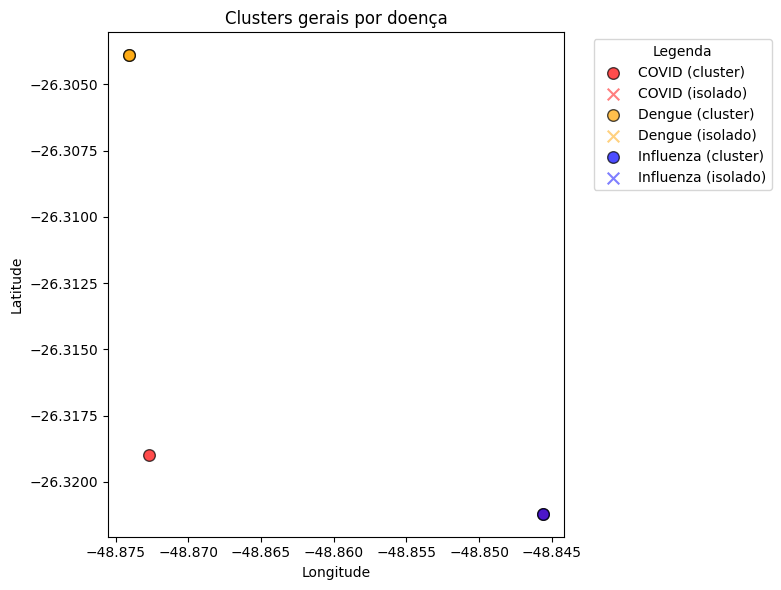 Clusters gerais por doença
Legenda
COVID (cluster)
COVID (isolado)
Dengue (cluster)
Dengue (isolado)
Influenza (cluster)
Influenza (isolado)
Latitude
−26.3050
−26.3075
−26.3100
−26.3125
−26.3150
−26.3175
−26.3200
−48.875 −48.870 −48.865 −48.860 −48.855 −48.850 −48.845
Longitude